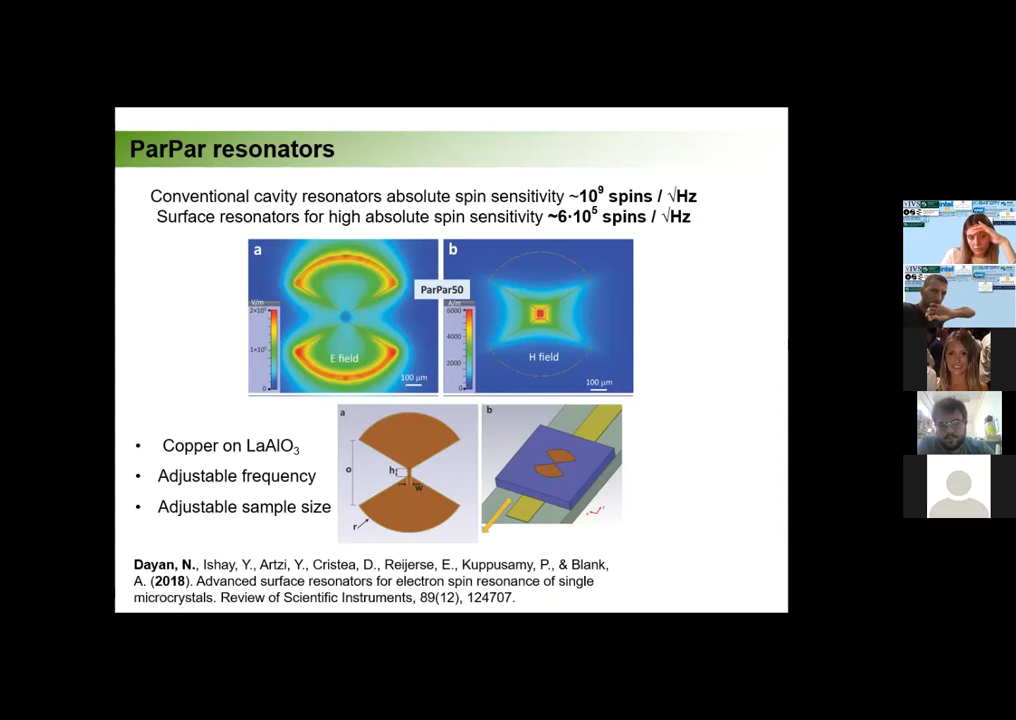 ParPar resonators
Conventional cavity resonators absolute spin sensitivity ~10⁹ spins / √Hz
Surface resonators for high absolute spin sensitivity ~6·10⁵ spins / √Hz
a
b
ParPar50
V/m
2×10⁵
1×10⁵
0
E field
100 µm
A/m
6000
4000
2000
0
H field
100 µm
• Copper on LaAlO₃
• Adjustable frequency
• Adjustable sample size
a
o
h
w
r
b
Dayan, N., Ishay, Y., Artzi, Y., Cristea, D., Reijerse, E., Kuppusamy, P., & Blank,
A. (2018). Advanced surface resonators for electron spin resonance of single
microcrystals. Review of Scientific Instruments, 89(12), 124707.
intel
intel